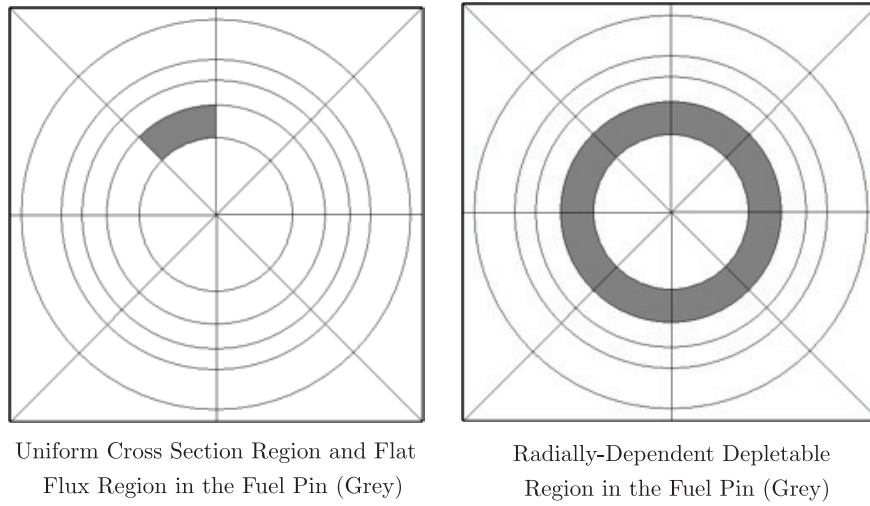 Uniform Cross Section Region and Flat
Flux Region in the Fuel Pin (Grey)
Radially-Dependent Depletable
Region in the Fuel Pin (Grey)